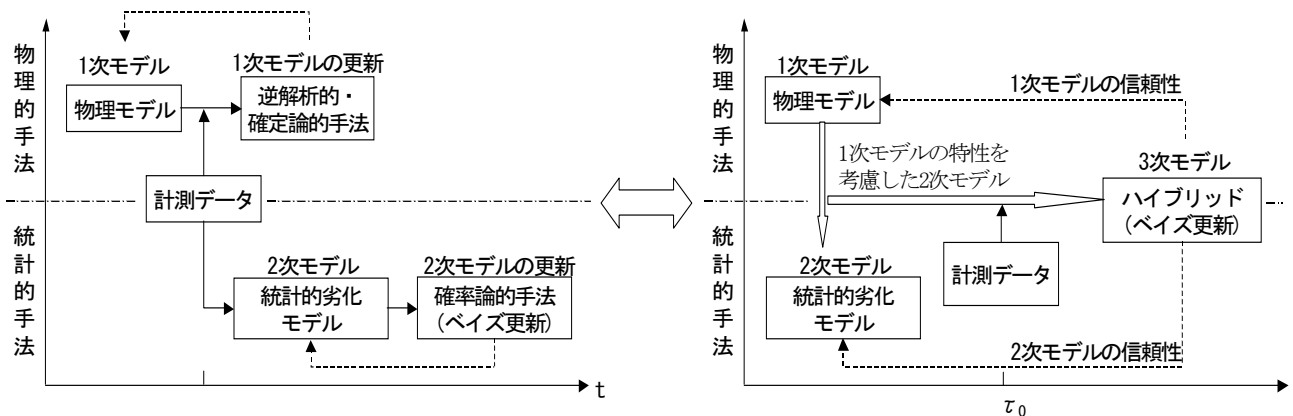 物理的手法
1次モデル
物理モデル
1次モデルの更新
逆解析的・
確定論的手法
計測データ
統計的手法
2次モデル
統計的劣化
モデル
2次モデルの更新
確率論的手法
(ベイズ更新)
t
物理的手法
1次モデル
物理モデル
1次モデルの信頼性
1次モデルの特性を
考慮した2次モデル
3次モデル
ハイブリッド
(ベイズ更新)
計測データ
統計的手法
2次モデル
統計的劣化
モデル
2次モデルの信頼性
τ0